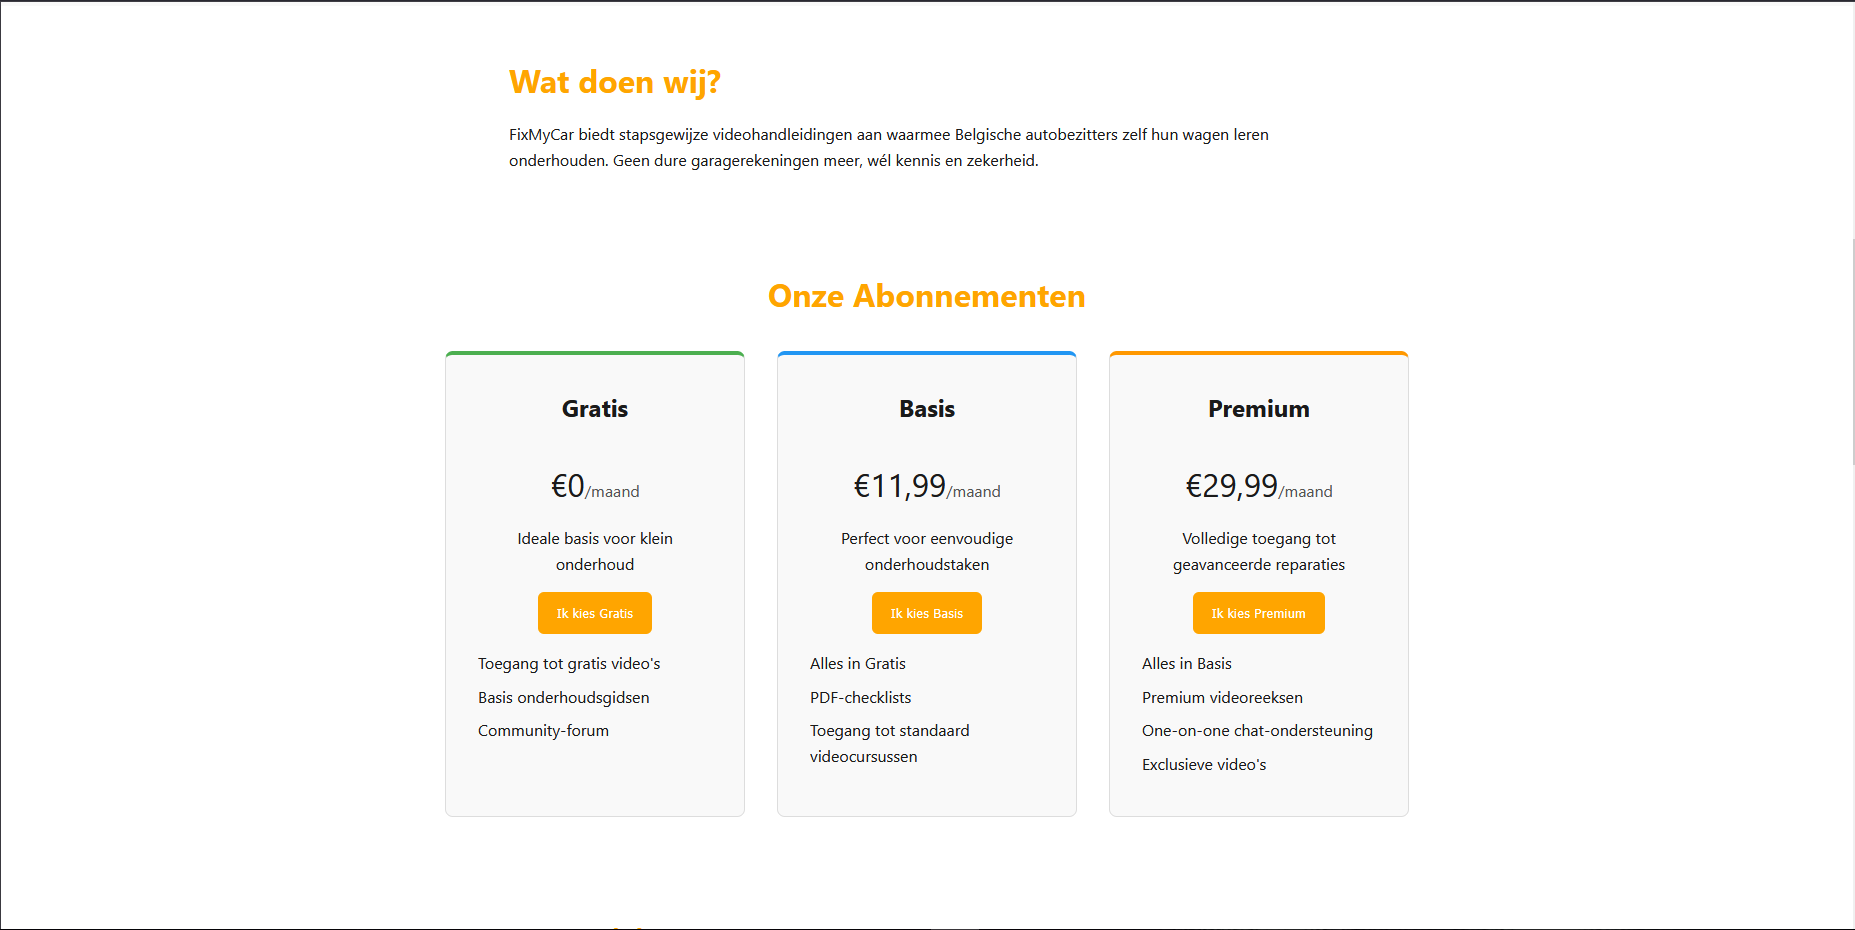 Wat doen wij?
FixMyCar biedt stapsgewijze videohandleidingen aan waarmee Belgische autobezitters zelf hun wagen leren
onderhouden. Geen dure garagerekeningen meer, wél kennis en zekerheid.
Onze Abonnementen
Gratis
€0/maand
Ideale basis voor klein
onderhoud
Ik kies Gratis
Toegang tot gratis video's
Basis onderhoudsgidsen
Community-forum
Basis
€11,99/maand
Perfect voor eenvoudige
onderhoudstaken
Ik kies Basis
Alles in Gratis
PDF-checklists
Toegang tot standaard
videocursussen
Premium
€29,99/maand
Volledige toegang tot
geavanceerde reparaties
Ik kies Premium
Alles in Basis
Premium videoreeksen
One-on-one chat-ondersteuning
Exclusieve video's